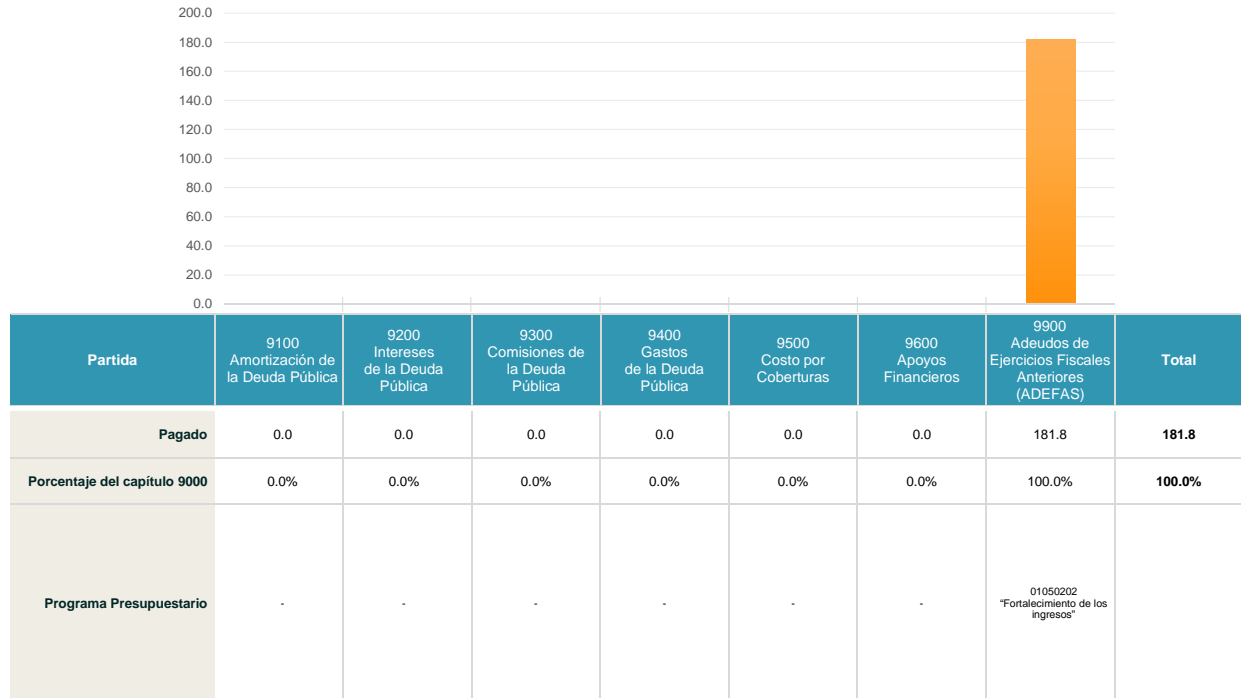 200.0
180.0
160.0
140.0
120.0
100.0
80.0
60.0
40.0
20.0
0.0
Partida
9100
Amortización de
la Deuda Pública
9200
Intereses
de la Deuda
Pública
9300
Comisiones de
la Deuda
Pública
9400
Gastos
de la Deuda
Pública
9500
Costo por
Coberturas
9600
Apoyos
Financieros
9900
Adeudos de
Ejercicios Fiscales
Anteriores
(ADEFAS)
Total
Pagado 0.0 0.0 0.0 0.0 0.0 0.0 181.8 181.8
Porcentaje del capítulo 9000 0.0% 0.0% 0.0% 0.0% 0.0% 0.0% 100.0% 100.0%
Programa Presupuestario - - - - - -
01050202
“Fortalecimiento de los
ingresos”